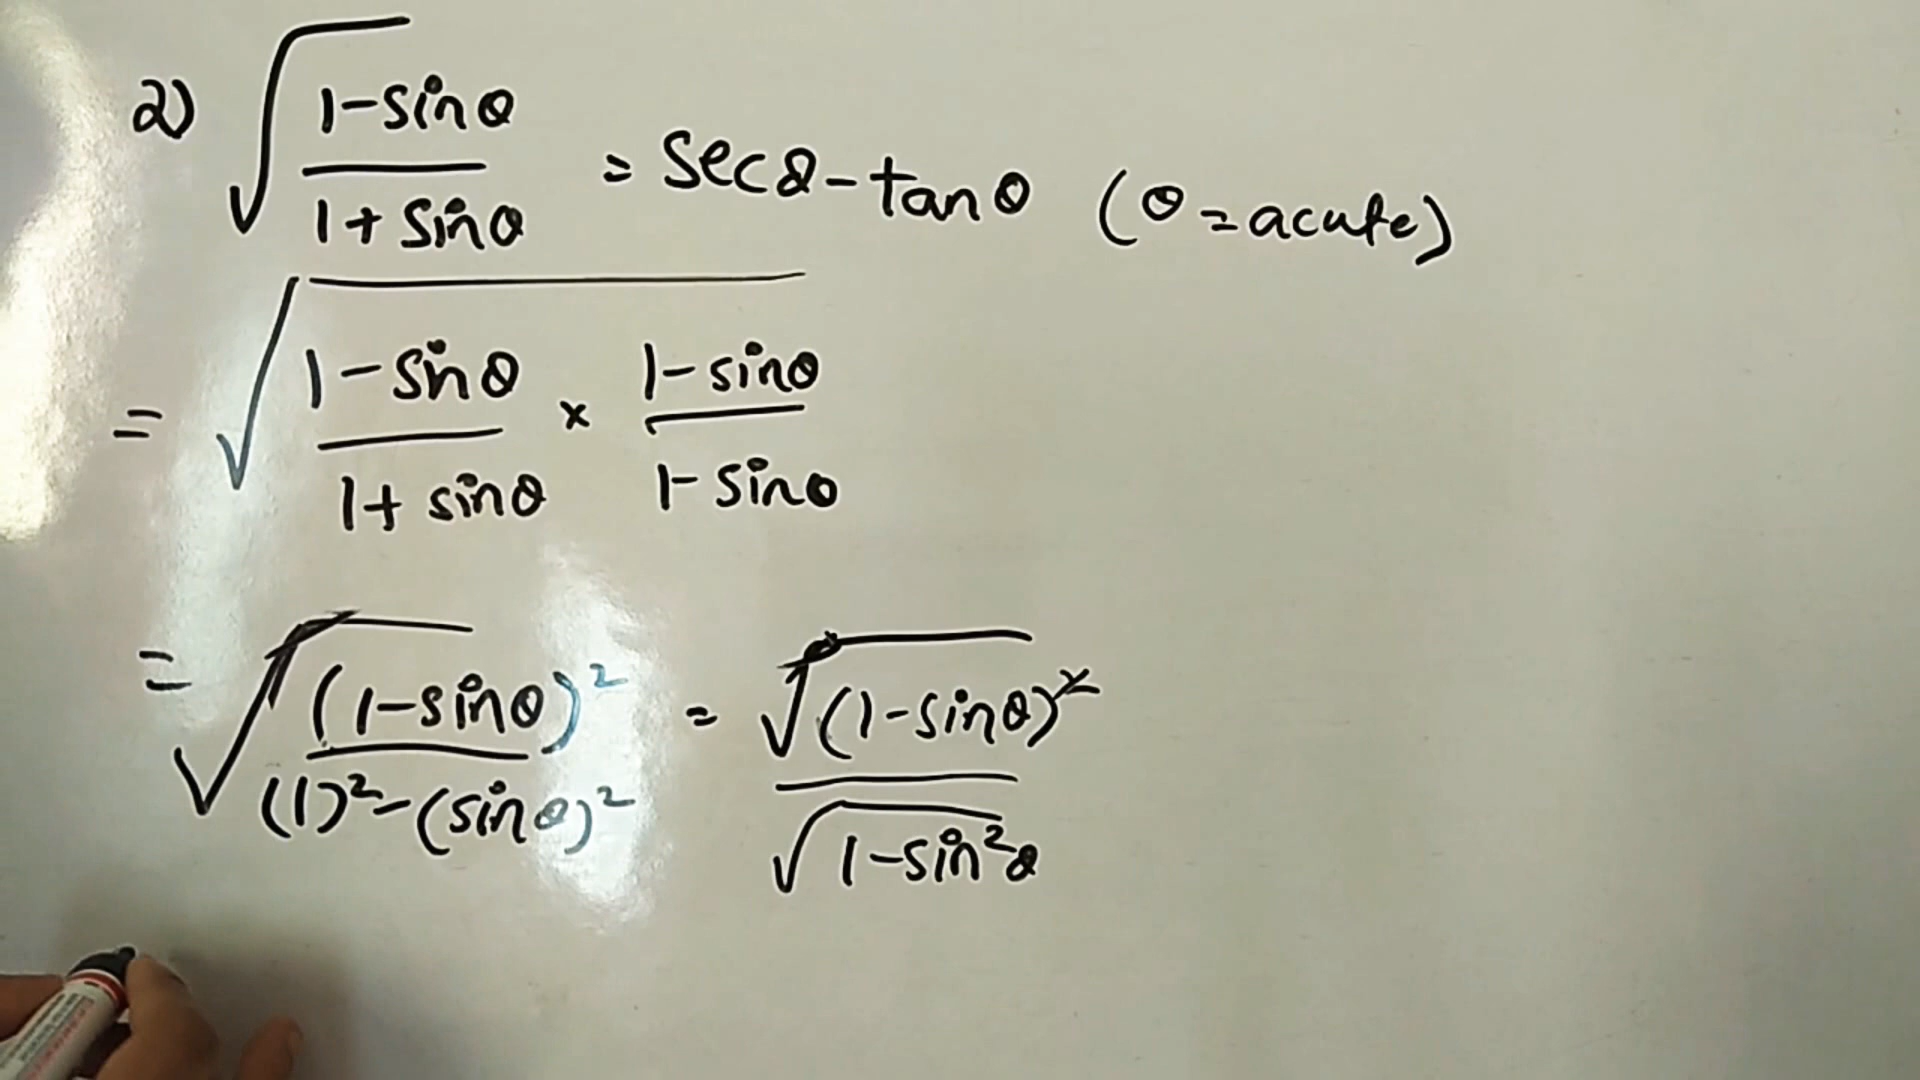 2) √((1-sinθ)/(1+sinθ)) = secθ-tanθ (θ=acute)
= √((1-sinθ)/(1+sinθ) × (1-sinθ)/(1-sinθ))
= √((1-sinθ)²/((1)²-(sinθ)²)) = √(1-sinθ)²/√(1-sin²θ)